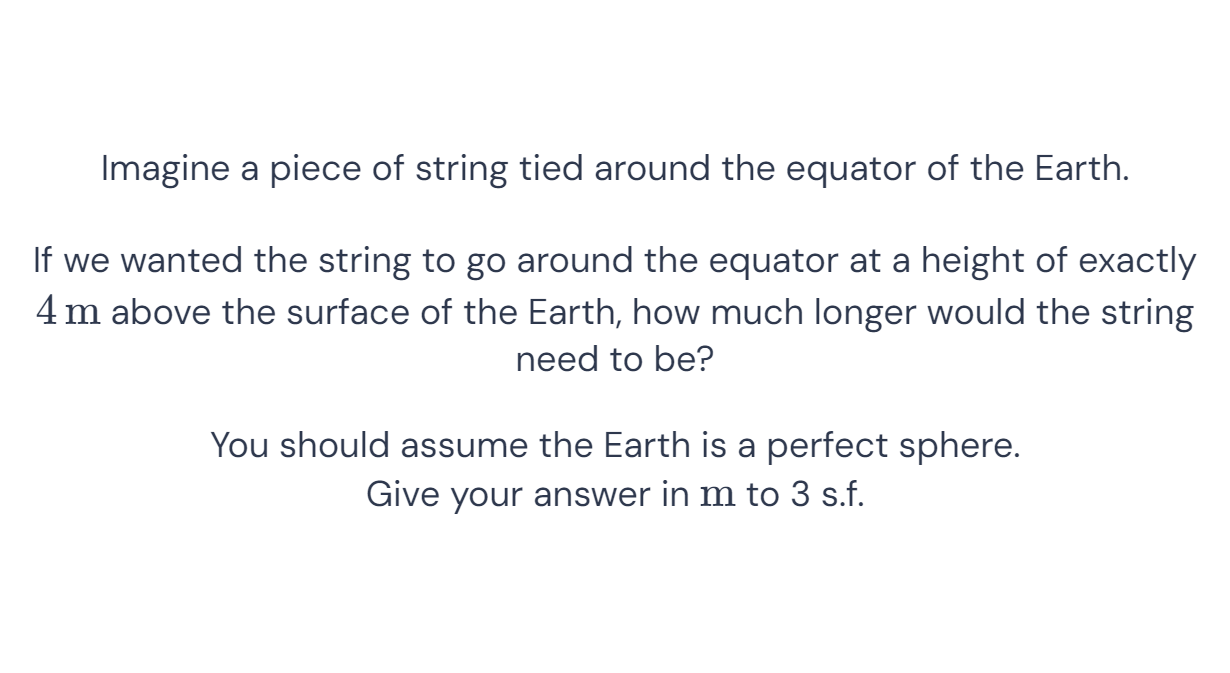 Imagine a piece of string tied around the equator of the Earth.
If we wanted the string to go around the equator at a height of exactly
4 m above the surface of the Earth, how much longer would the string
need to be?
You should assume the Earth is a perfect sphere.
Give your answer in m to 3 s.f.